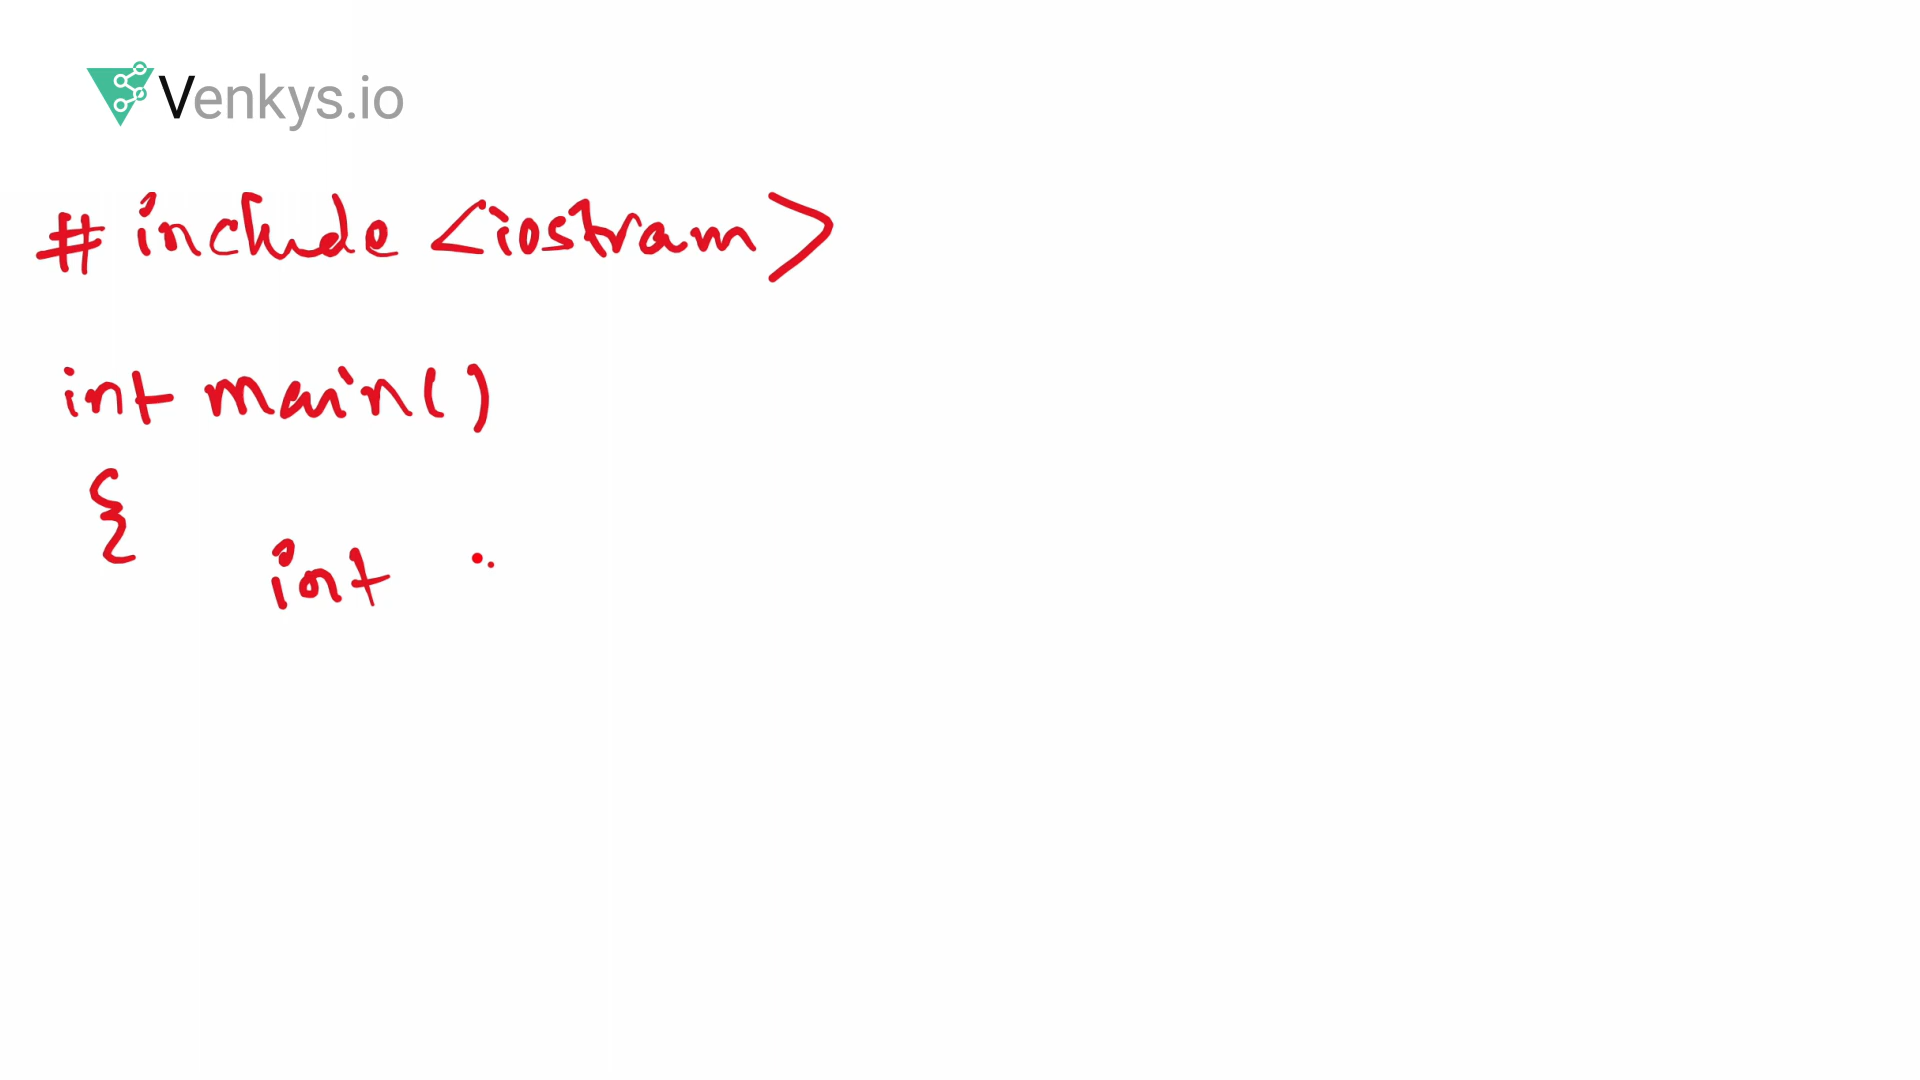 Venkys.io
# include <iostram>
int main()
{
int